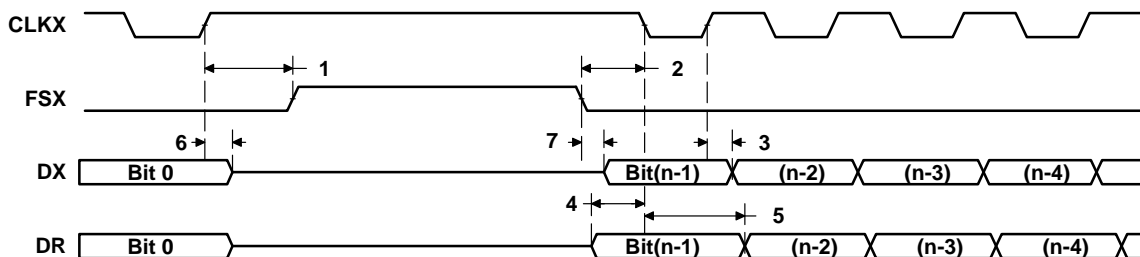 CLKX
1 2
FSX
6 7 3
DX Bit 0 Bit(n-1) (n-2) (n-3) (n-4)
4 5
DR Bit 0 Bit(n-1) (n-2) (n-3) (n-4)